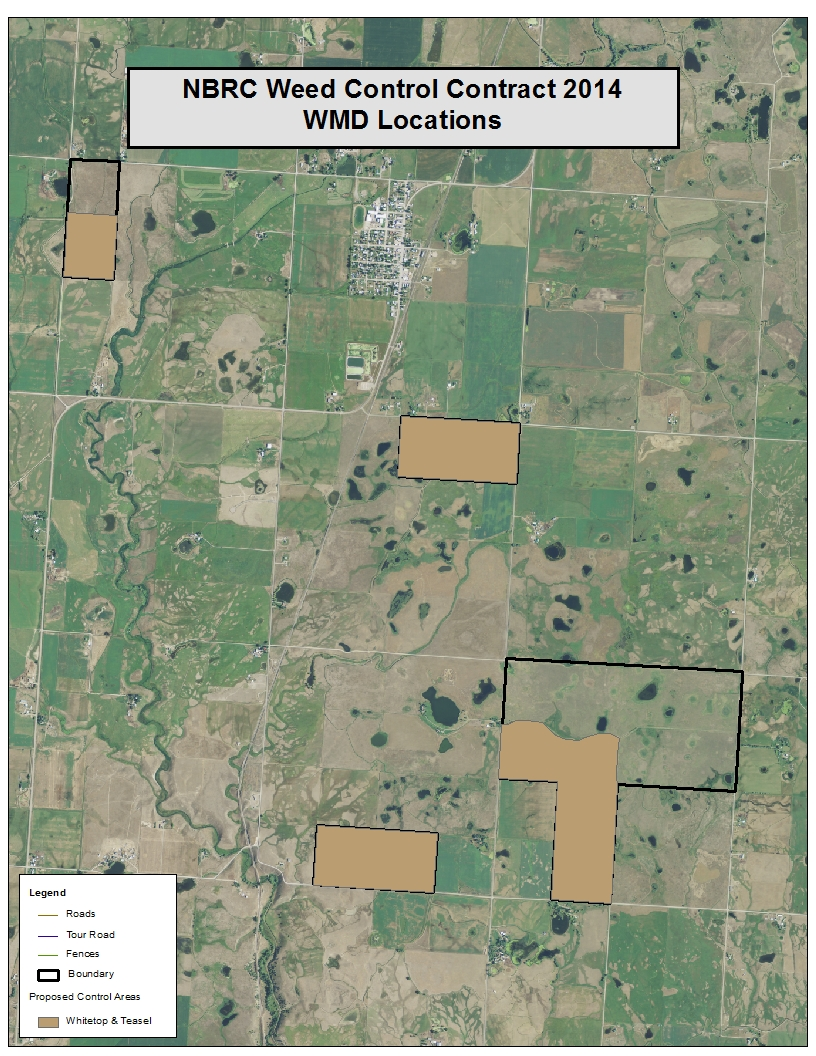 NBRC Weed Control Contract 2014
WMD Locations
Legend
Roads
Tour Road
Fences
Boundary
Proposed Control Areas
Whitetop & Teasel